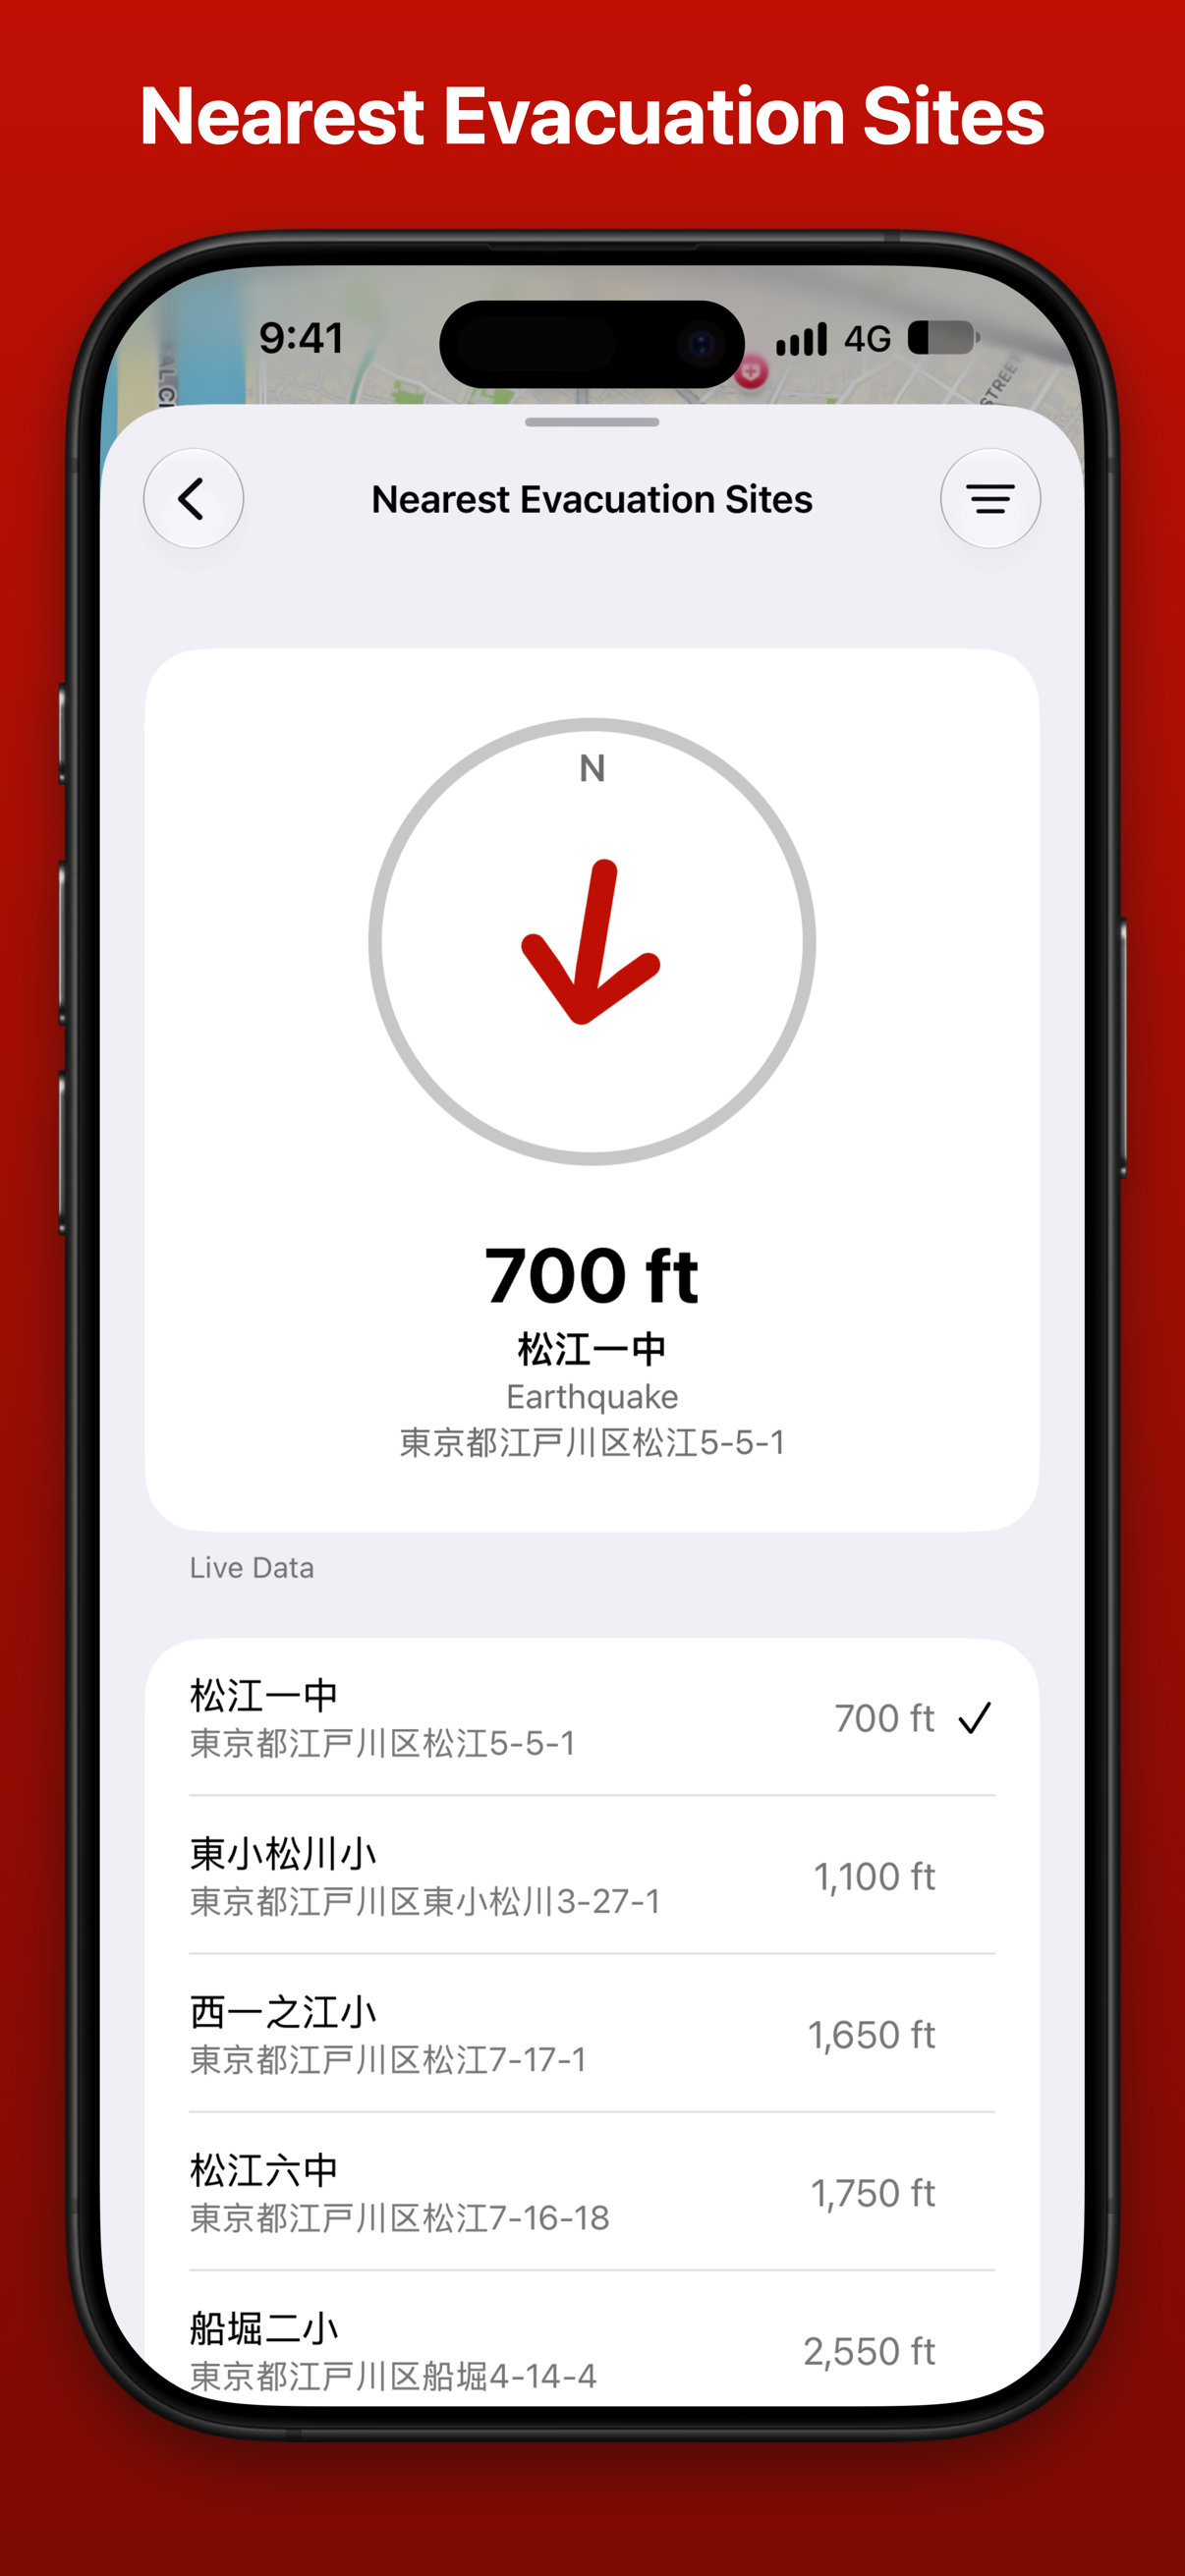 Nearest Evacuation Sites
9:41
4G
STREE
Nearest Evacuation Sites
N
700 ft
松江一中
Earthquake
東京都江戸川区松江5-5-1
Live Data
松江一中
東京都江戸川区松江5-5-1
700 ft
東小松川小
東京都江戸川区東小松川3-27-1
1,100 ft
西一之江小
東京都江戸川区松江7-17-1
1,650 ft
松江六中
東京都江戸川区松江7-16-18
1,750 ft
船堀二小
東京都江戸川区船堀4-14-4
2,550 ft